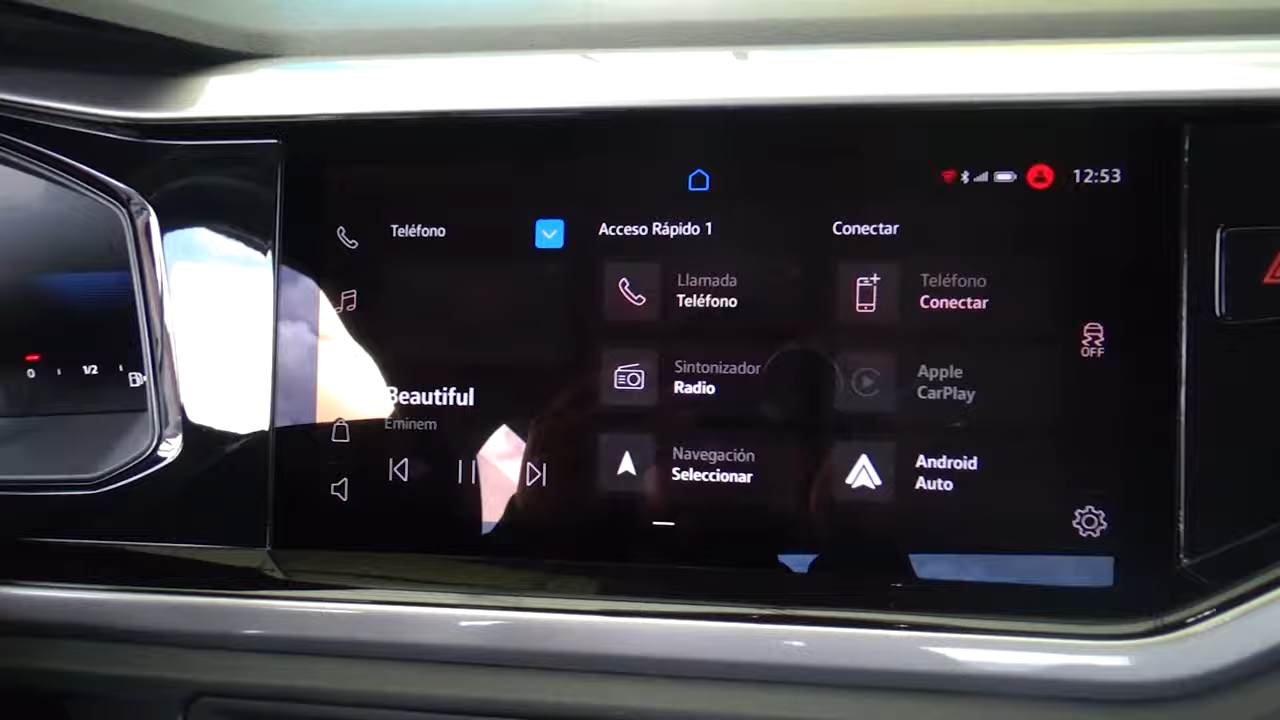 12:53
Teléfono
Acceso Rápido 1
Conectar
Llamada
Teléfono
Teléfono
Conectar
OFF
Sintonizador
Radio
Apple
CarPlay
Beautiful
Eminem
Navegación
Seleccionar
Android
Auto
0
1/2